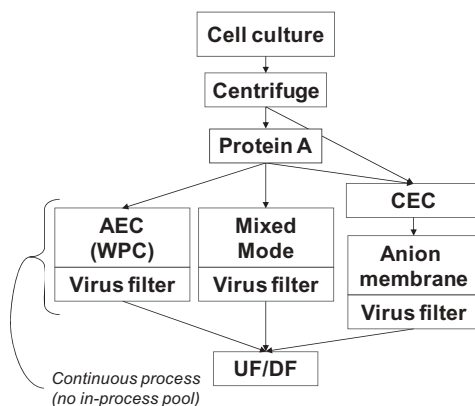 Cell culture
Centrifuge
Protein A
CEC
AEC
(WPC)
Virus filter
Mixed
Mode
Virus filter
Anion
membrane
Virus filter
UF/DF
Continuous process
(no in-process pool)